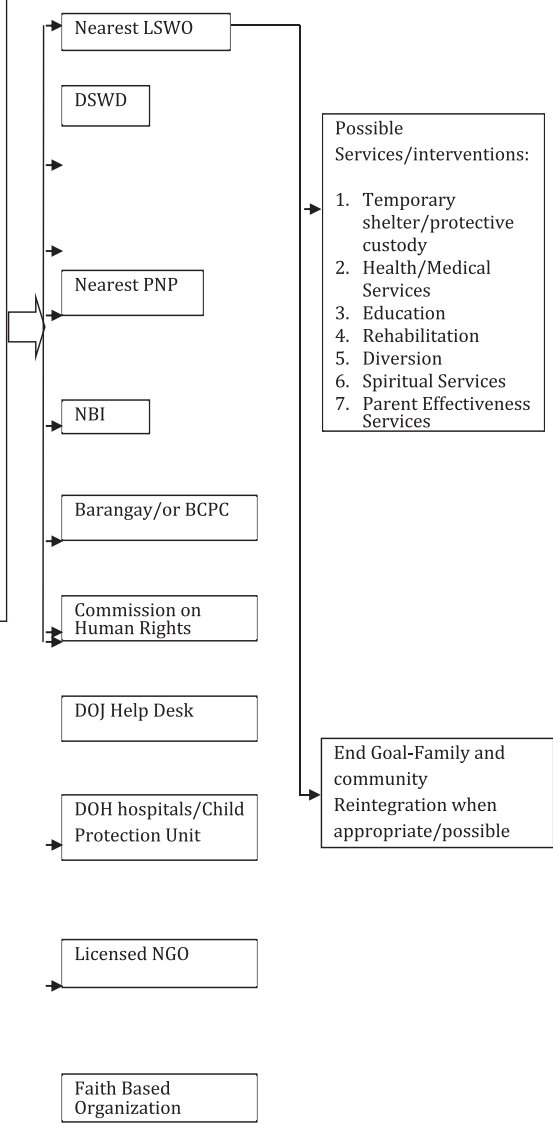 Nearest LSWO
DSWD
Nearest PNP
NBI
Barangay/or BCPC
Commission on
Human Rights
DOJ Help Desk
DOH hospitals/Child
Protection Unit
Licensed NGO
Faith Based
Organization
Possible
Services/interventions:
1. Temporary
shelter/protective
custody
2. Health/Medical
Services
3. Education
4. Rehabilitation
5. Diversion
6. Spiritual Services
7. Parent Effectiveness
Services
End Goal-Family and
community
Reintegration when
appropriate/possible